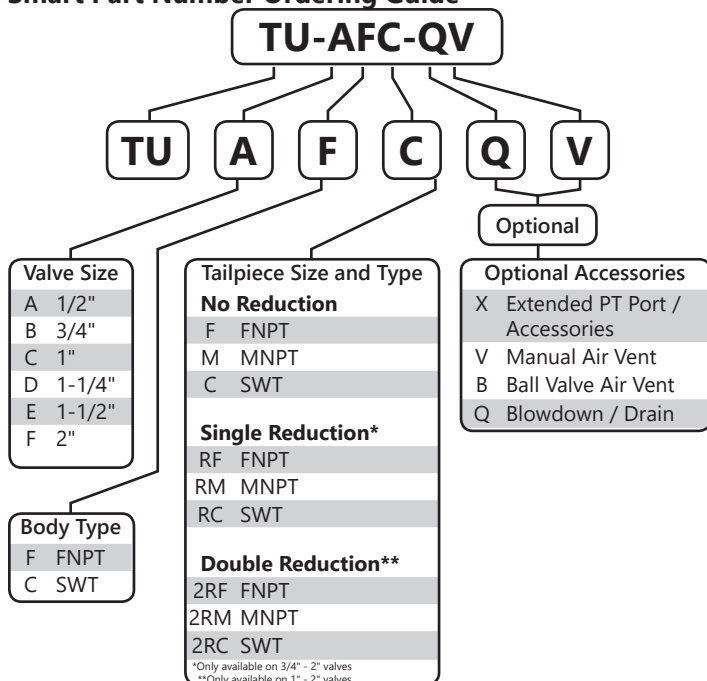 Smart Part Number Ordering Guide
TU-AFC-QV
TU A F C Q V
Optional
Valve Size
A 1/2"
B 3/4"
C 1"
D 1-1/4"
E 1-1/2"
F 2"
Body Type
F FNPT
C SWT
Tailpiece Size and Type
No Reduction
F FNPT
M MNPT
C SWT
Single Reduction*
RF FNPT
RM MNPT
RC SWT
Double Reduction**
2RF FNPT
2RM MNPT
2RC SWT
*Only available on 3/4" - 2" valves
**Only available on 1" - 2" valves
Optional Accessories
X Extended PT Port /
Accessories
V Manual Air Vent
B Ball Valve Air Vent
Q Blowdown / Drain